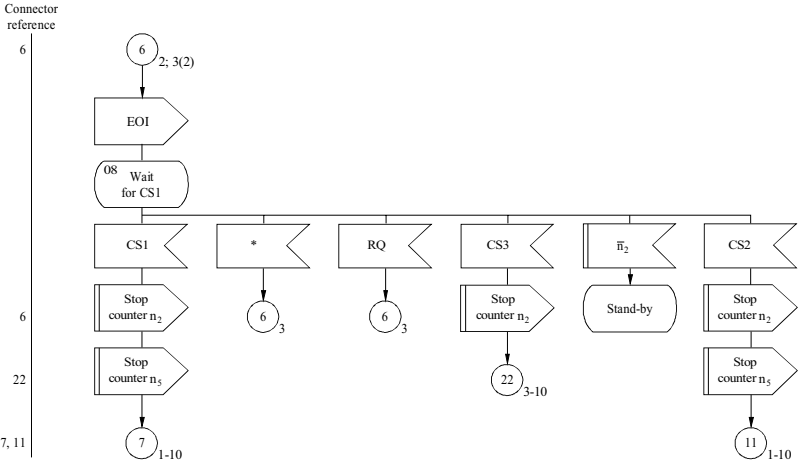 Connector
reference
6
6
2; 3(2)
EOI
08
Wait
for CS1
CS1
*
RQ
CS3
n̅₂
CS2
Stop
counter n₂
6
6
3
6
3
Stop
counter n₂
Stand-by
Stop
counter n₂
Stop
counter n₅
22
22
3-10
Stop
counter n₅
7, 11
7
1-10
11
1-10